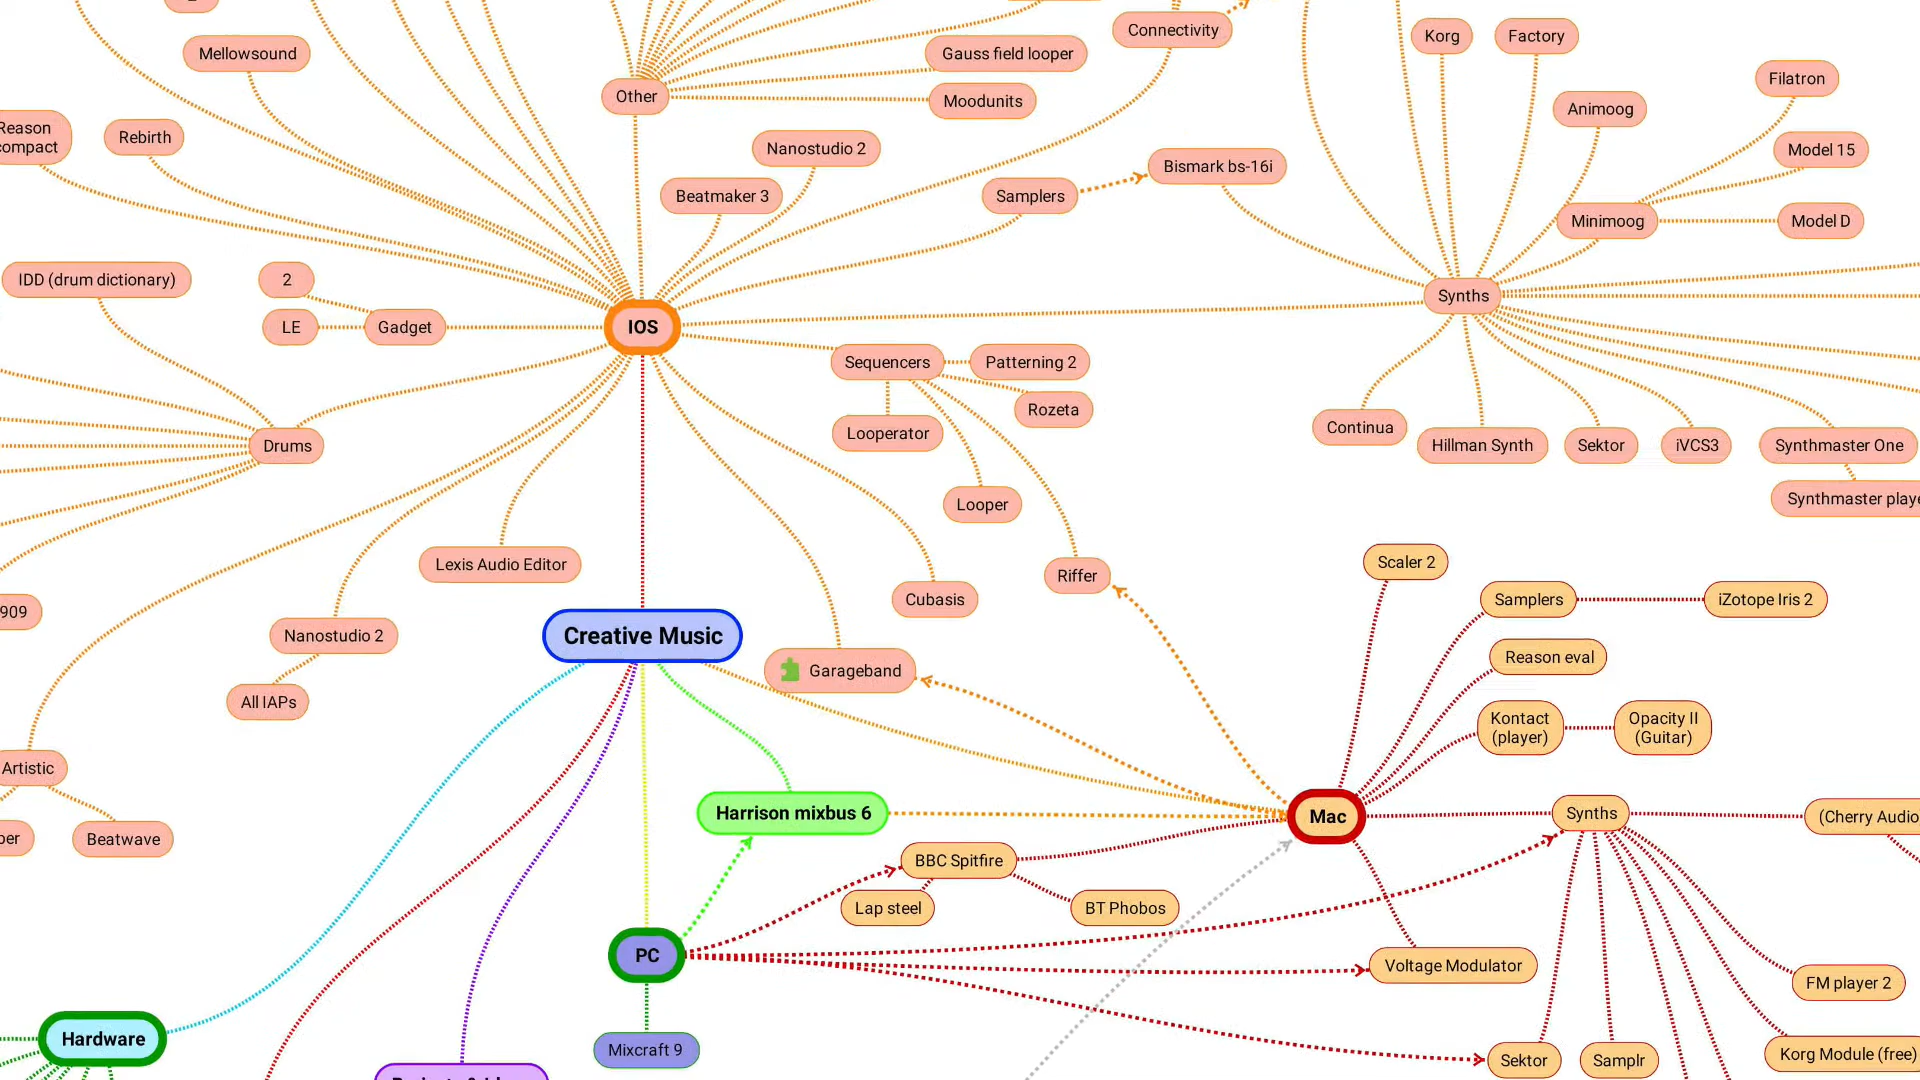 Connectivity
Korg
Factory
Mellowsound
Gauss field looper
Filatron
Other
Moodunits
Animoog
Reason
compact
Rebirth
Nanostudio 2
Model 15
Bismark bs-16i
Beatmaker 3
Samplers
Minimoog
Model D
IDD (drum dictionary)
2
Synths
LE
Gadget
IOS
Sequencers
Patterning 2
Rozeta
Continua
Looperator
Drums
Hillman Synth
Sektor
iVCS3
Synthmaster One
Looper
Synthmaster playe
Lexis Audio Editor
Scaler 2
Riffer
Cubasis
Samplers
iZotope Iris 2
909
Nanostudio 2
Creative Music
Reason eval
Garageband
All IAPs
Kontact
(player)
Opacity II
(Guitar)
Artistic
Harrison mixbus 6
Mac
Synths
(Cherry Audio
per
Beatwave
BBC Spitfire
Lap steel
BT Phobos
PC
Voltage Modulator
FM player 2
Hardware
Mixcraft 9
Sektor
Samplr
Korg Module (free)